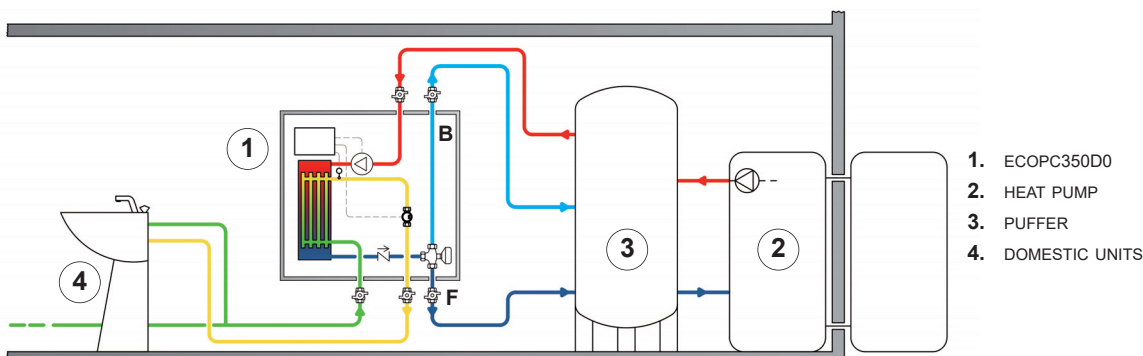 B
1
1. ECOPC350D0
2. HEAT PUMP
3. PUFFER
4. DOMESTIC UNITS
3
2
4
F